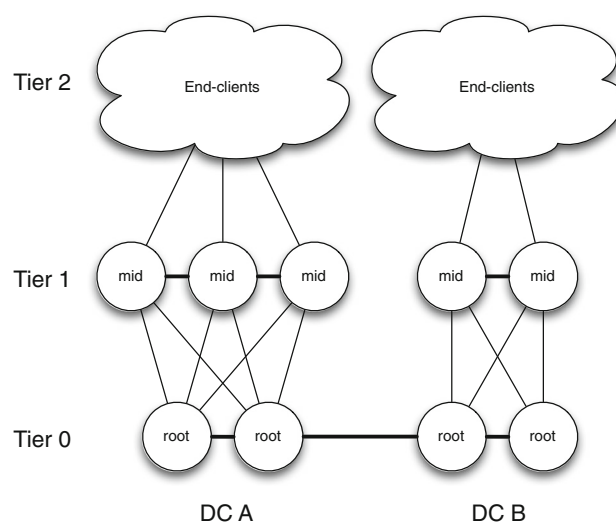 Tier 2
End-clients
End-clients
Tier 1
mid
mid
mid
mid
mid
Tier 0
root
root
root
root
DC A
DC B